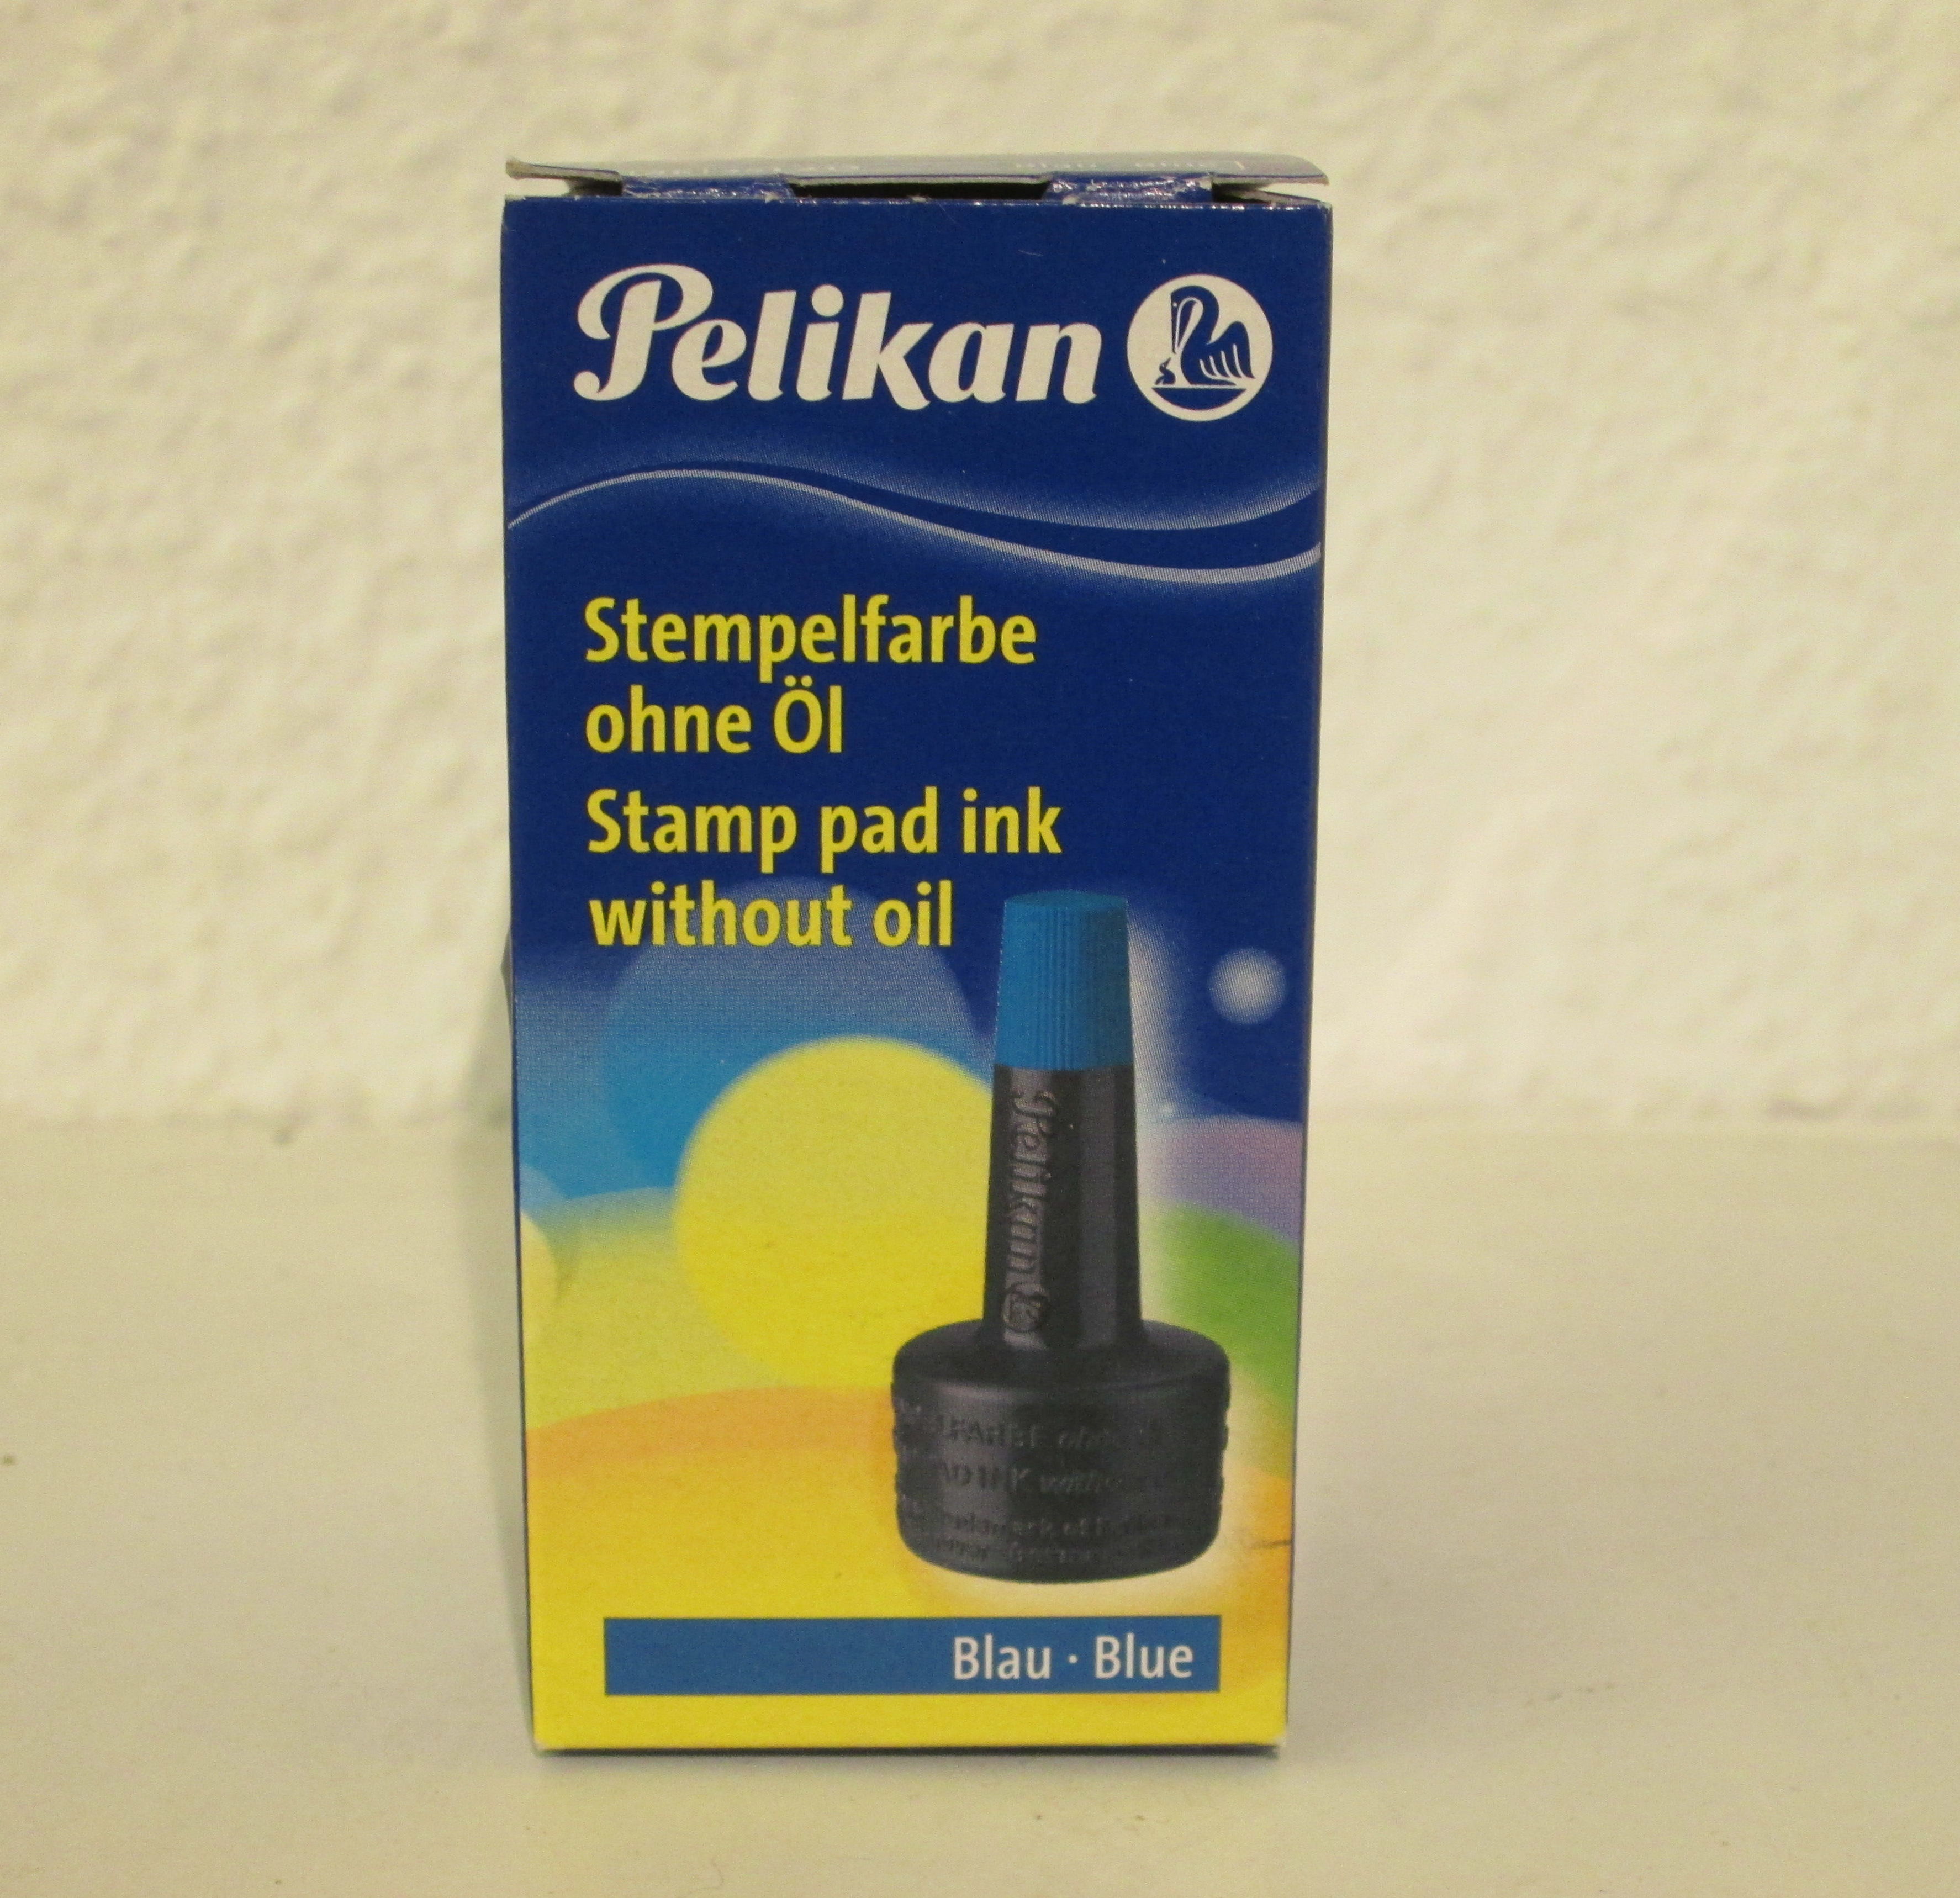 Pelikan
Stempelfarbe
ohne Öl
Stamp pad ink
without oil
Pelikan
Blau · Blue